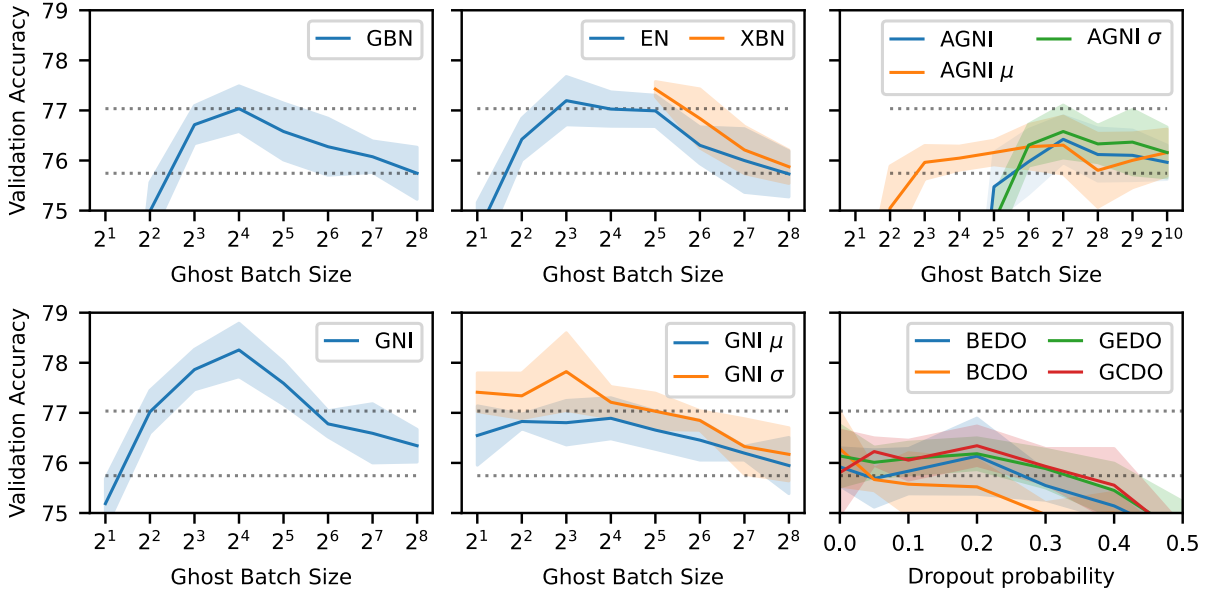 Validation Accuracy
79
78
77
76
75
GBN
2^1 2^2 2^3 2^4 2^5 2^6 2^7 2^8
Ghost Batch Size
EN XBN
2^1 2^2 2^3 2^4 2^5 2^6 2^7 2^8
Ghost Batch Size
AGNI AGNI σ
AGNI μ
2^1 2^2 2^3 2^4 2^5 2^6 2^7 2^8 2^9 2^10
Ghost Batch Size
Validation Accuracy
79
78
77
76
75
GNI
2^1 2^2 2^3 2^4 2^5 2^6 2^7 2^8
Ghost Batch Size
GNI μ
GNI σ
2^1 2^2 2^3 2^4 2^5 2^6 2^7 2^8
Ghost Batch Size
BEDO GEDO
BCDO GCDO
0.0 0.1 0.2 0.3 0.4 0.5
Dropout probability